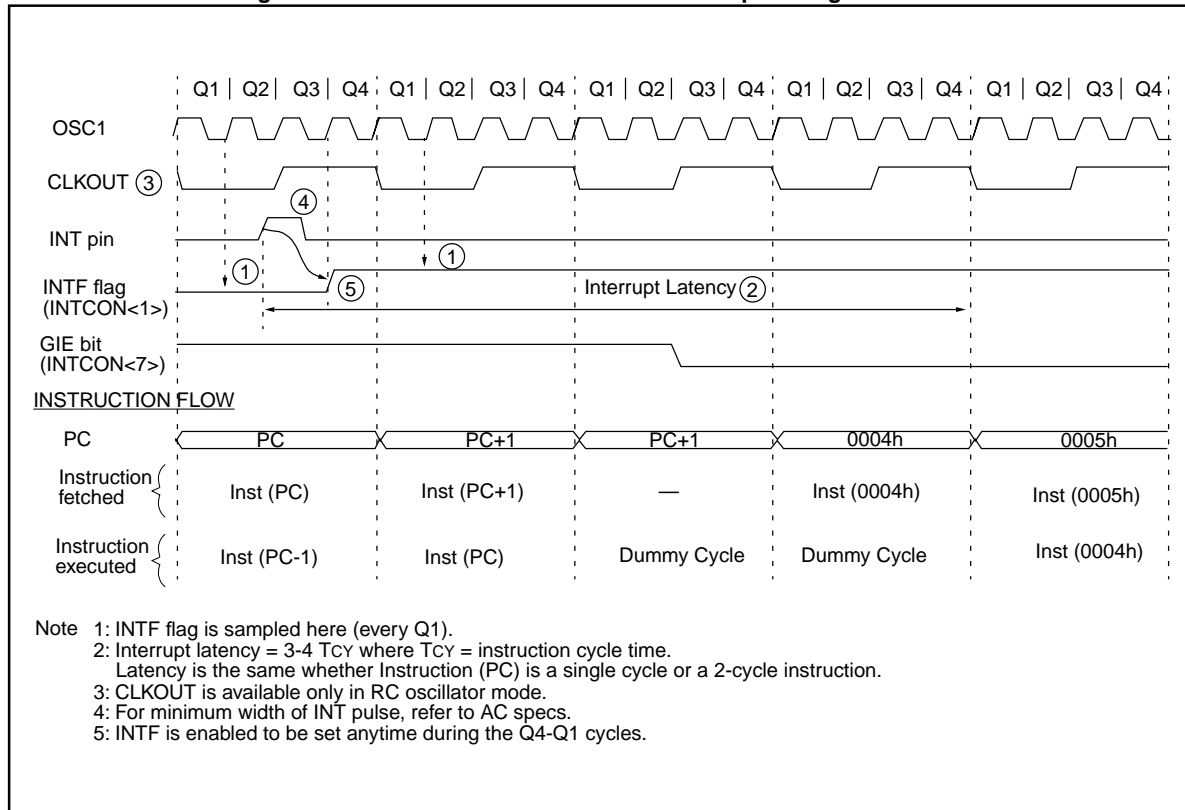 Q1 | Q2 | Q3 | Q4 Q1 | Q2 | Q3 | Q4 Q1 | Q2 | Q3 | Q4 Q1 | Q2 | Q3 | Q4 Q1 | Q2 | Q3 | Q4
OSC1
CLKOUT ③
④
INT pin
① ①
INTF flag
(INTCON<1>)
⑤
Interrupt Latency ②
GIE bit
(INTCON<7>)
INSTRUCTION FLOW
PC PC PC+1 PC+1 0004h 0005h
Instruction
fetched
Inst (PC) Inst (PC+1) — Inst (0004h) Inst (0005h)
Instruction
executed
Inst (PC-1) Inst (PC) Dummy Cycle Dummy Cycle Inst (0004h)
Note 1: INTF flag is sampled here (every Q1).
2: Interrupt latency = 3-4 TCY where TCY = instruction cycle time.
Latency is the same whether Instruction (PC) is a single cycle or a 2-cycle instruction.
3: CLKOUT is available only in RC oscillator mode.
4: For minimum width of INT pulse, refer to AC specs.
5: INTF is enabled to be set anytime during the Q4-Q1 cycles.